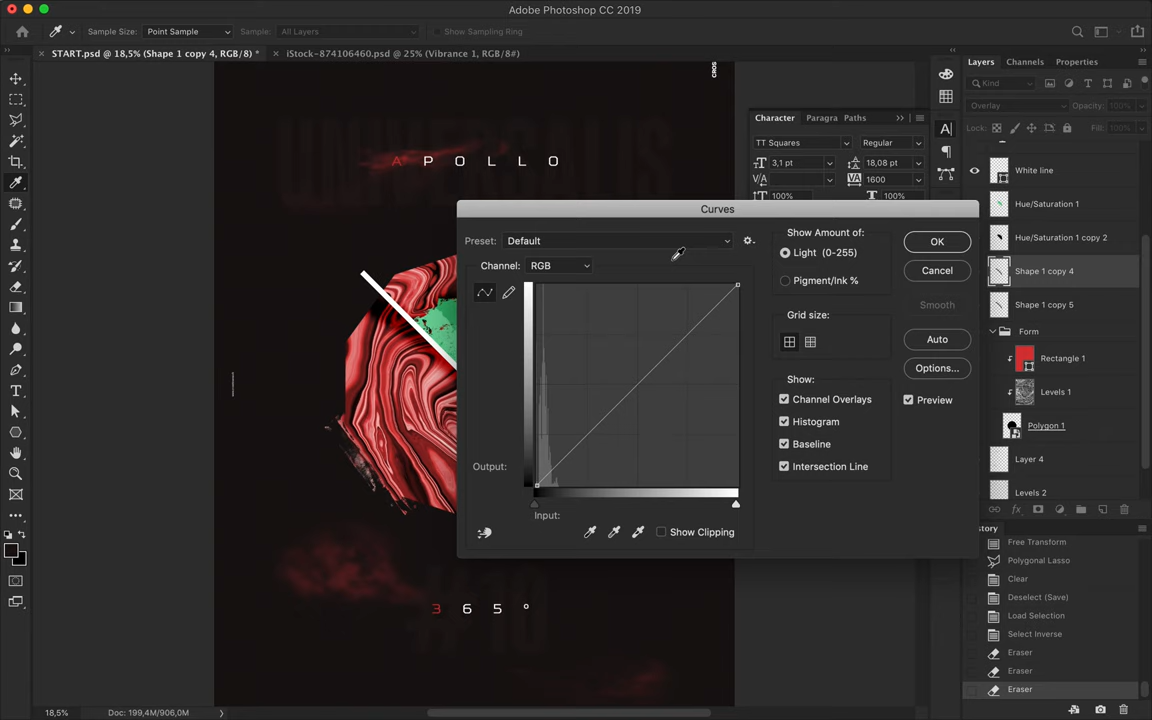 Adobe Photoshop CC 2019
Sample Size: Point Sample Sample: All Layers Show Sampling Ring
START.psd @ 18,5% (Shape 1 copy 4, RGB/8) * iStock-874106460.psd @ 25% (Vibrance 1, RGB/8#)
CROS
UNIVERSALIS
APOLLO
#10
365°
Character Paragra Paths
TT Squares Regular
3,1 pt 18,08 pt
1600
100% 100%
Curves
Preset: Default
Channel: RGB
Output:
Input:
Show Clipping
Show Amount of:
Light (0-255)
Pigment/Ink %
Grid size:
Show:
Channel Overlays
Histogram
Baseline
Intersection Line
OK
Cancel
Smooth
Auto
Options...
Preview
Layers Channels Properties
Kind
Overlay Opacity: 100%
Lock: Fill: 100%
White line
Hue/Saturation 1
Hue/Saturation 1 copy 2
Shape 1 copy 4
Shape 1 copy 5
Form
Rectangle 1
Levels 1
Polygon 1
Layer 4
Levels 2
story
Free Transform
Polygonal Lasso
Clear
Deselect (Save)
Load Selection
Select Inverse
Eraser
Eraser
Eraser
18,5% Doc: 199,4M/906,0M